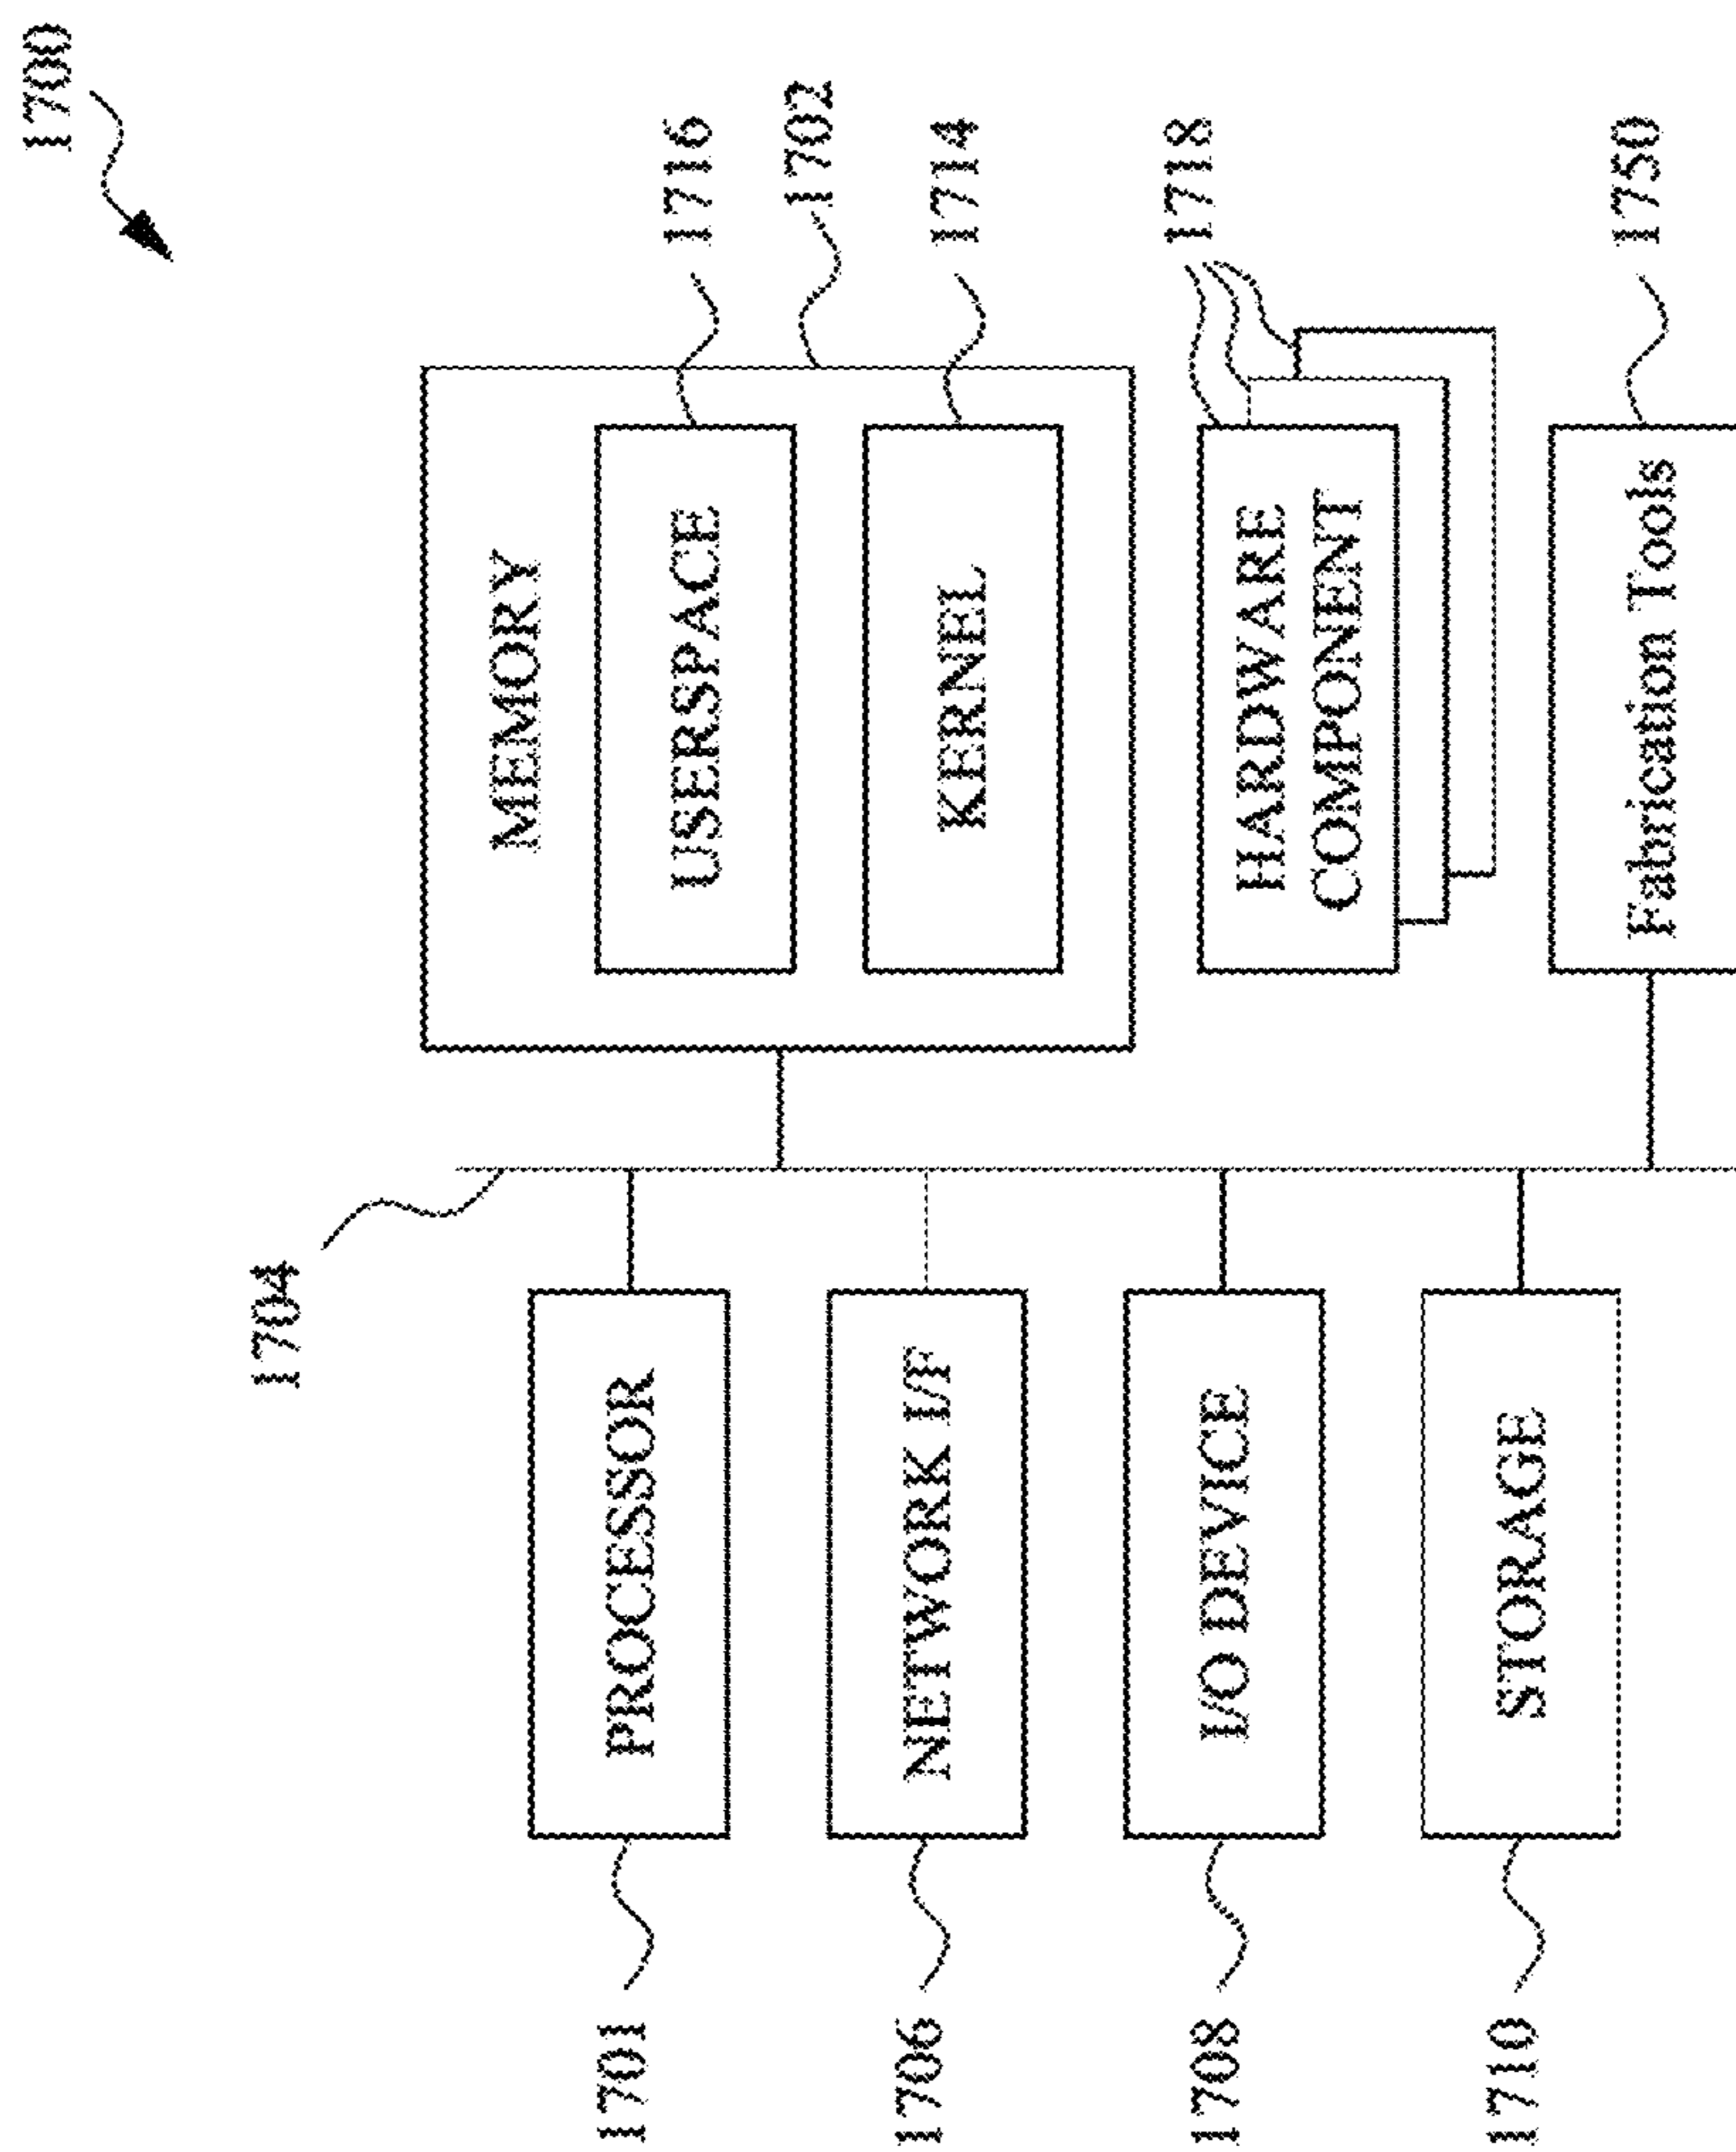 1700
1704
1701
PROCESSOR
1706
NETWORK I/F
1708
I/O DEVICE
1710
STORAGE
MEMORY
USERSPACE
1716
1702
KERNEL
1714
HARDWARE
COMPONENT
1718
Fabrication Tools
1750